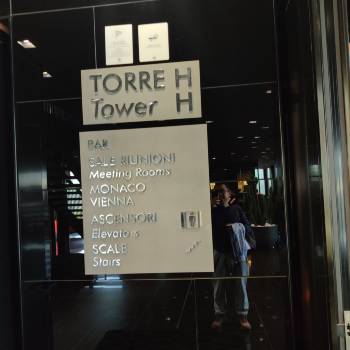 TORRE H
Tower H
BAR
SALE RIUNIONI
Meeting Rooms
MONACO
VIENNA
ASCENSORI
Elevators
SCALE
Stairs